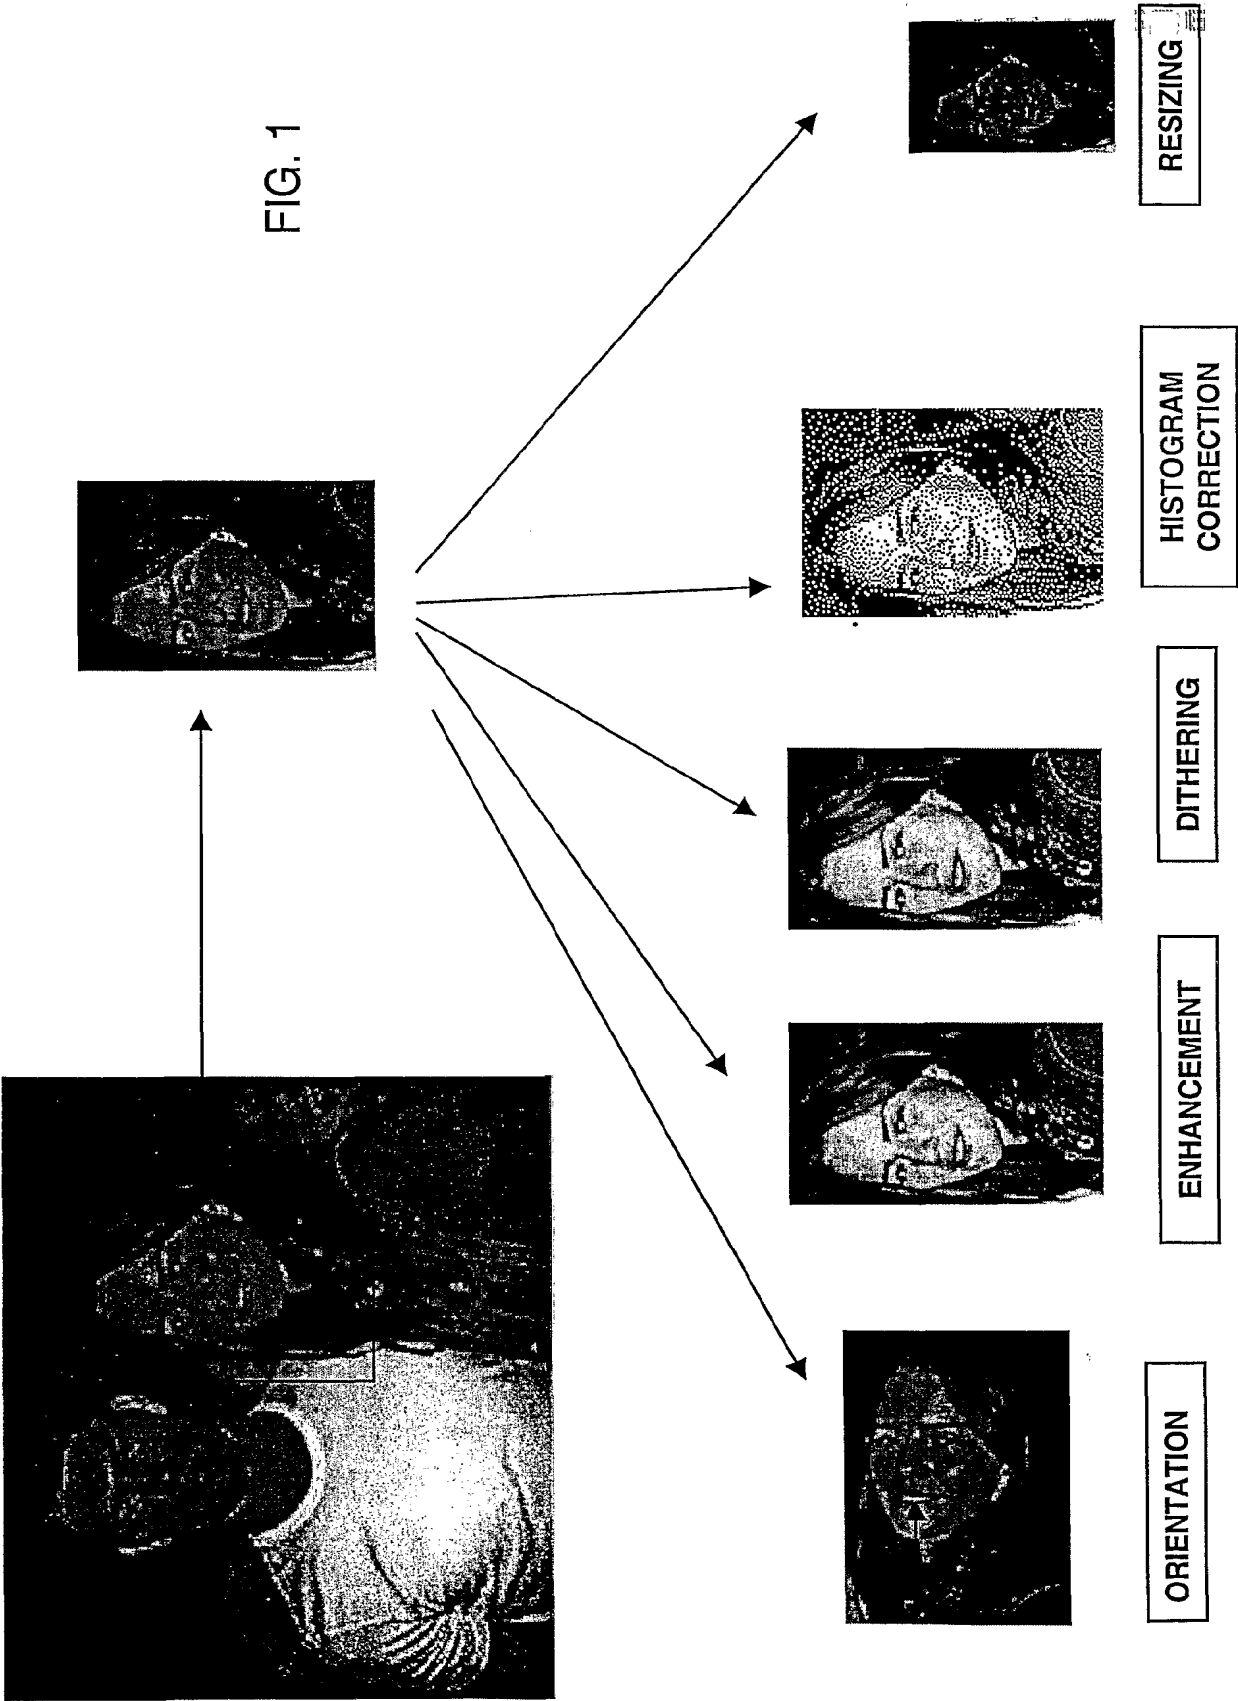 FIG. 1
ORIENTATION
ENHANCEMENT
DITHERING
HISTOGRAM
CORRECTION
RESIZING